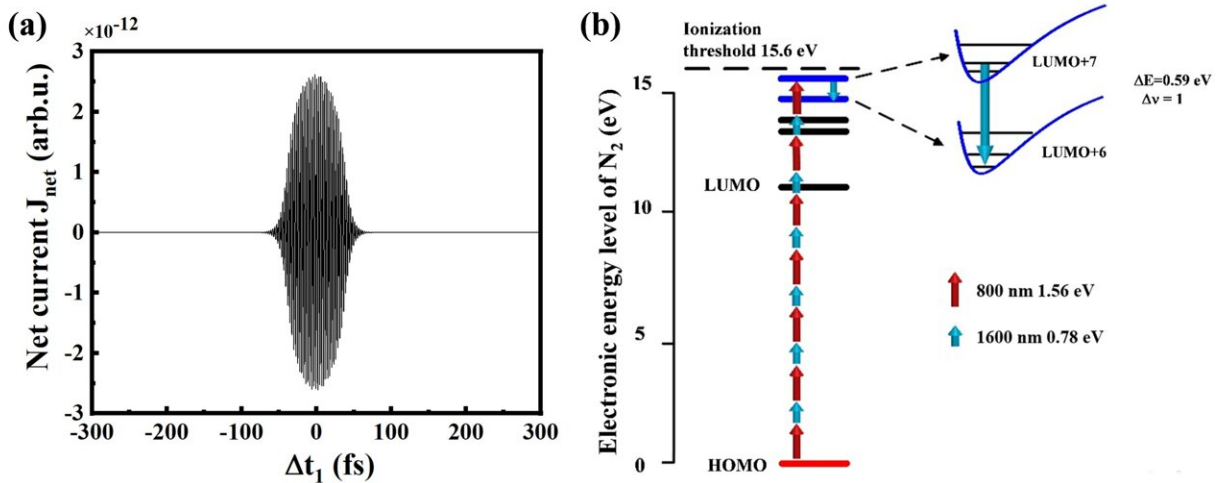 (a)
×10⁻¹²
3
2
1
0
-1
-2
-3
Net current J_net (arb.u.)
-300
-200
-100
0
100
200
300
Δt₁ (fs)
(b)
Ionization
threshold 15.6 eV
Electronic energy level of N₂ (eV)
15
10
5
0
LUMO
HOMO
LUMO+7
LUMO+6
ΔE=0.59 eV
Δν = 1
800 nm 1.56 eV
1600 nm 0.78 eV